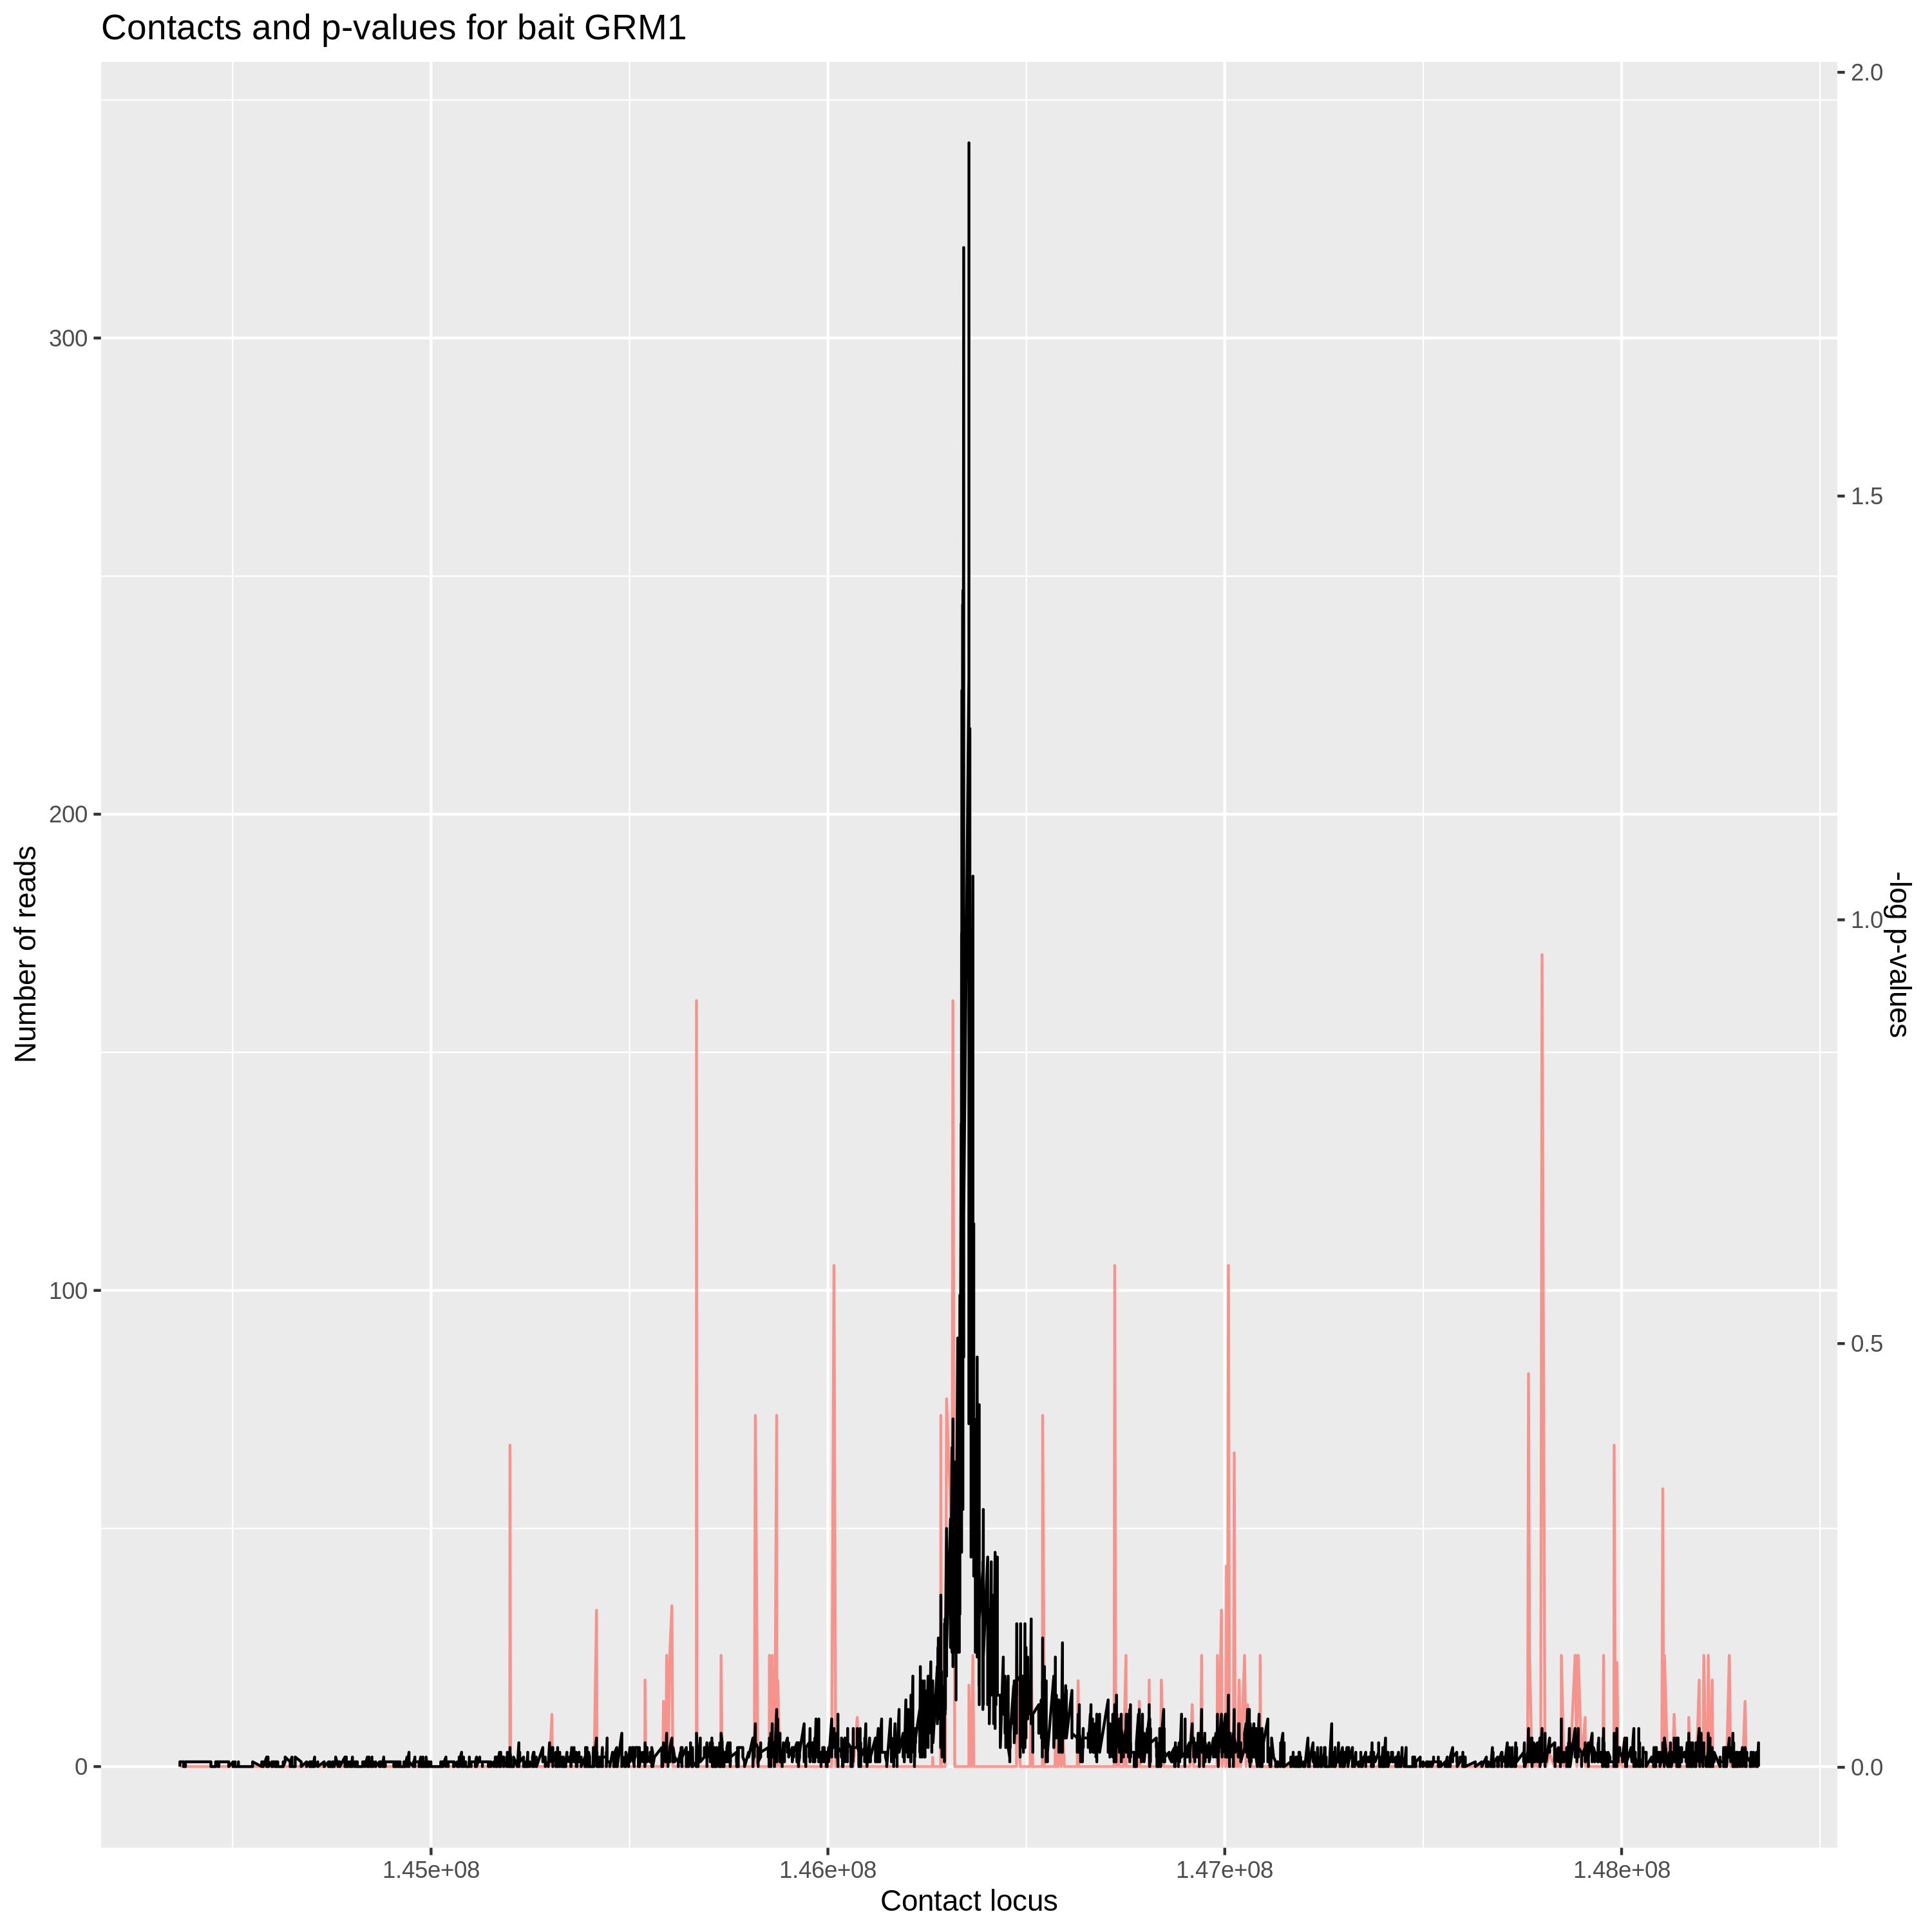 Contacts and p-values for bait GRM1
Number of reads
300
200
100
0
2.0
1.5
1.0
0.5
0.0
-log p-values
1.45e+08
1.46e+08
1.47e+08
1.48e+08
Contact locus